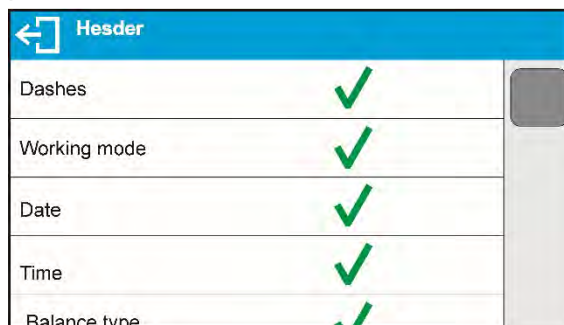 Hesder
Dashes
Working mode
Date
Time
Balance type